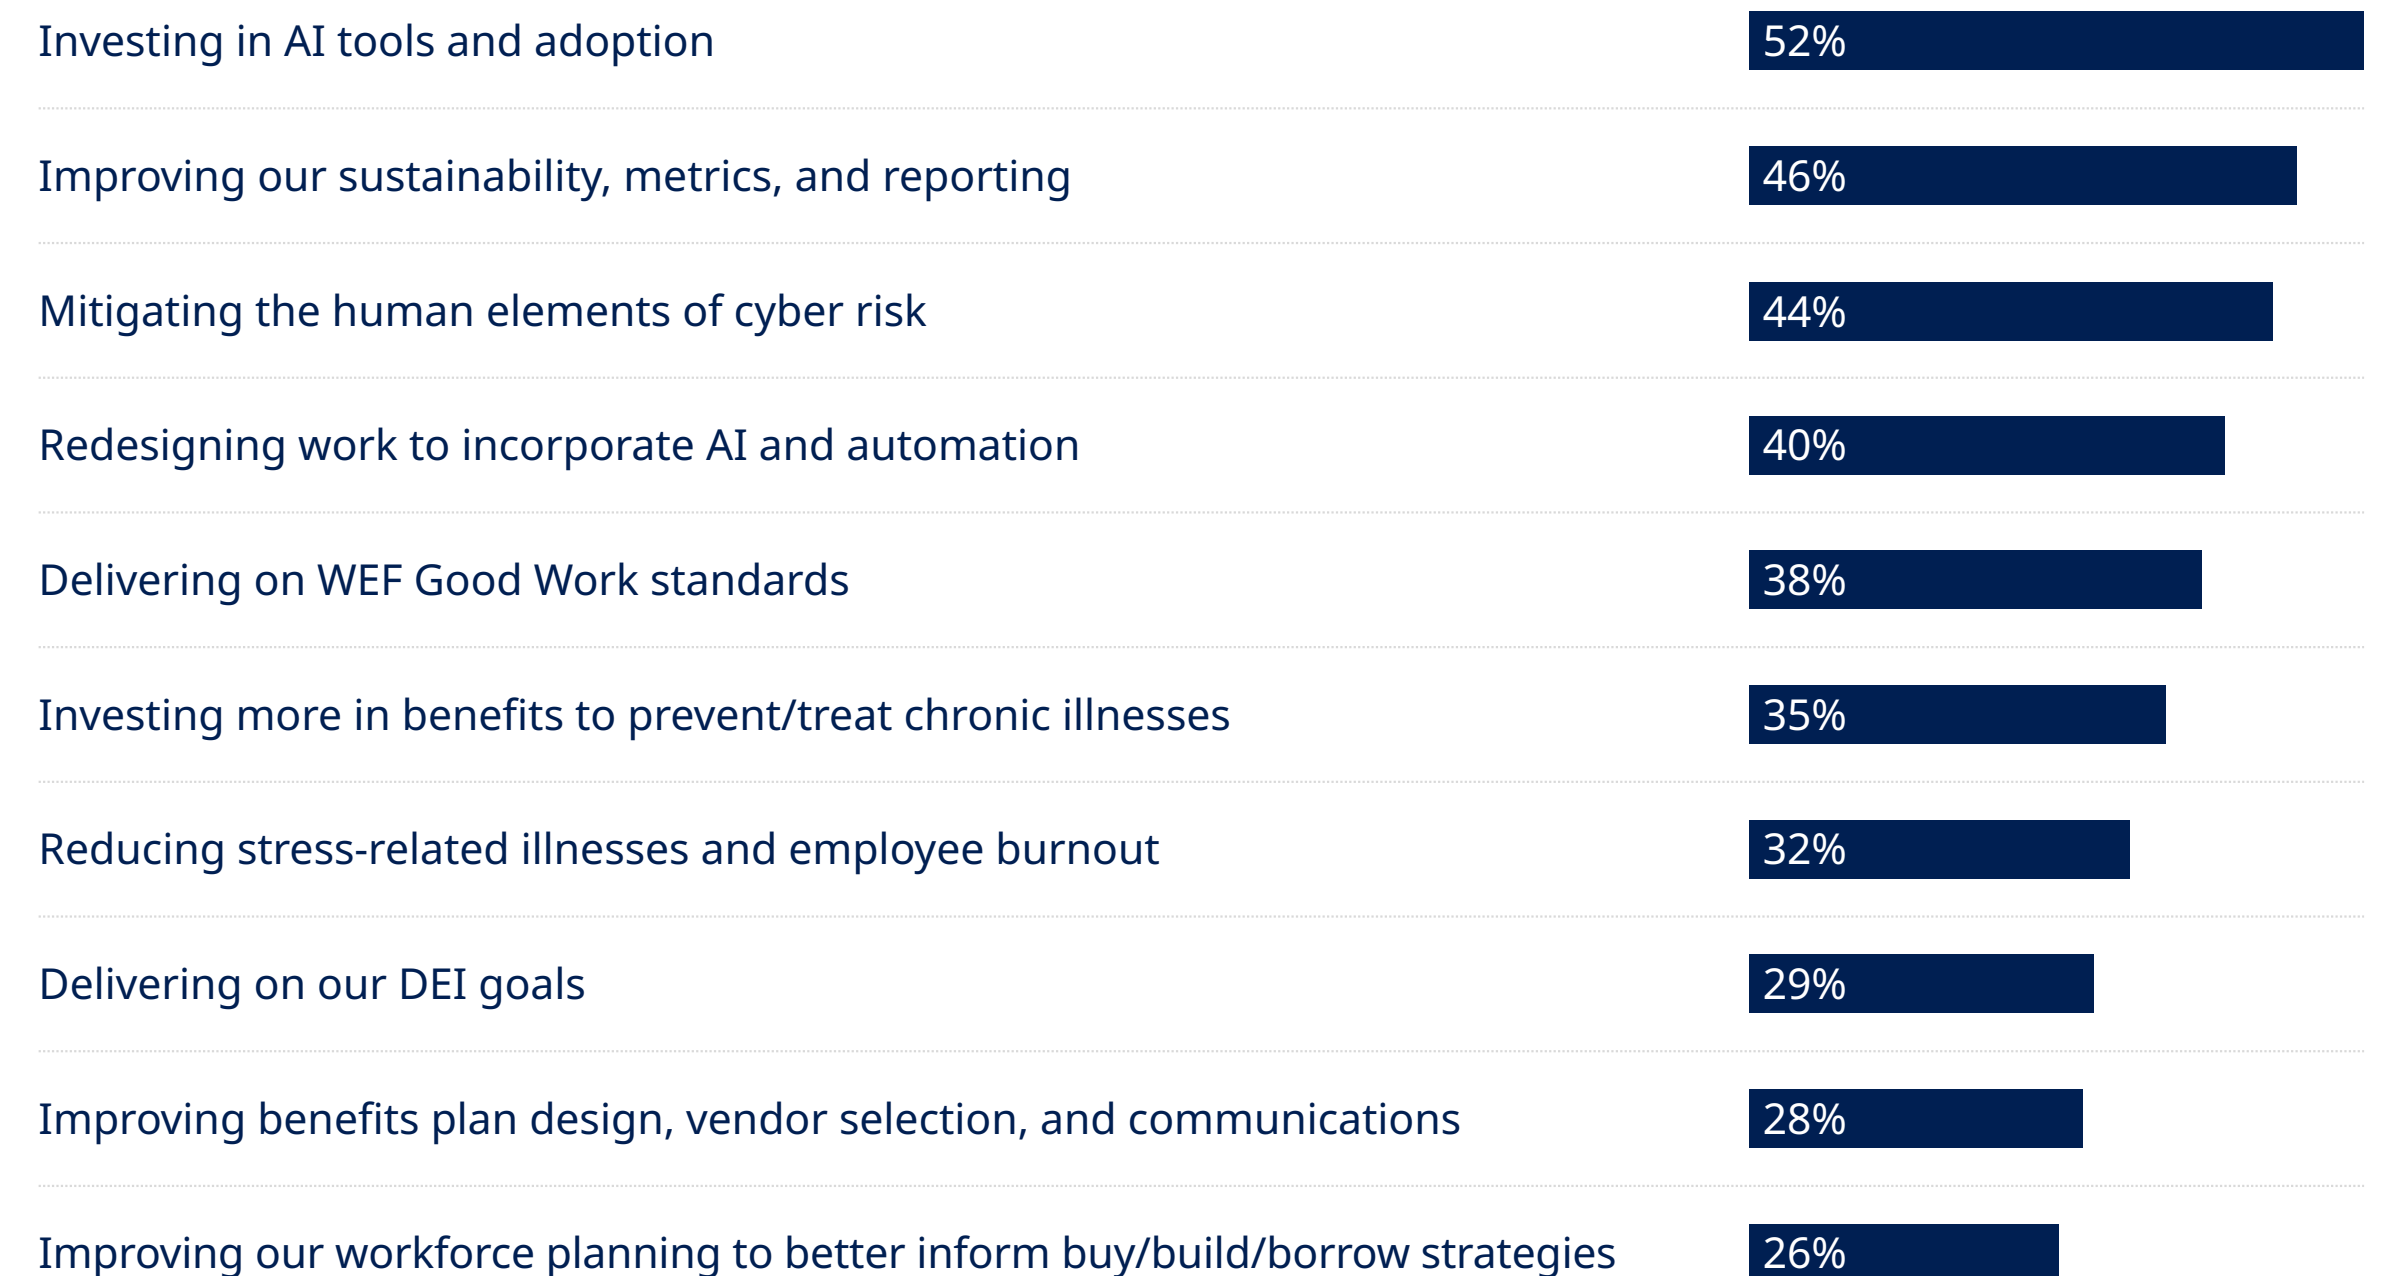 Investing in AI tools and adoption 52%
Improving our sustainability, metrics, and reporting 46%
Mitigating the human elements of cyber risk 44%
Redesigning work to incorporate AI and automation 40%
Delivering on WEF Good Work standards 38%
Investing more in benefits to prevent/treat chronic illnesses 35%
Reducing stress-related illnesses and employee burnout 32%
Delivering on our DEI goals 29%
Improving benefits plan design, vendor selection, and communications 28%
Improving our workforce planning to better inform buy/build/borrow strategies 26%